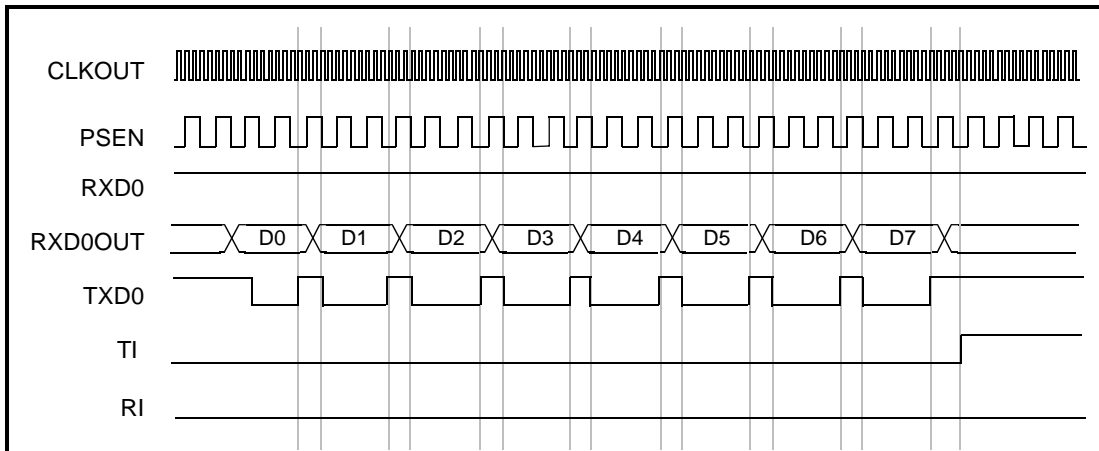 CLKOUT
PSEN
RXD0
RXD0OUT D0 D1 D2 D3 D4 D5 D6 D7
TXD0
TI
RI